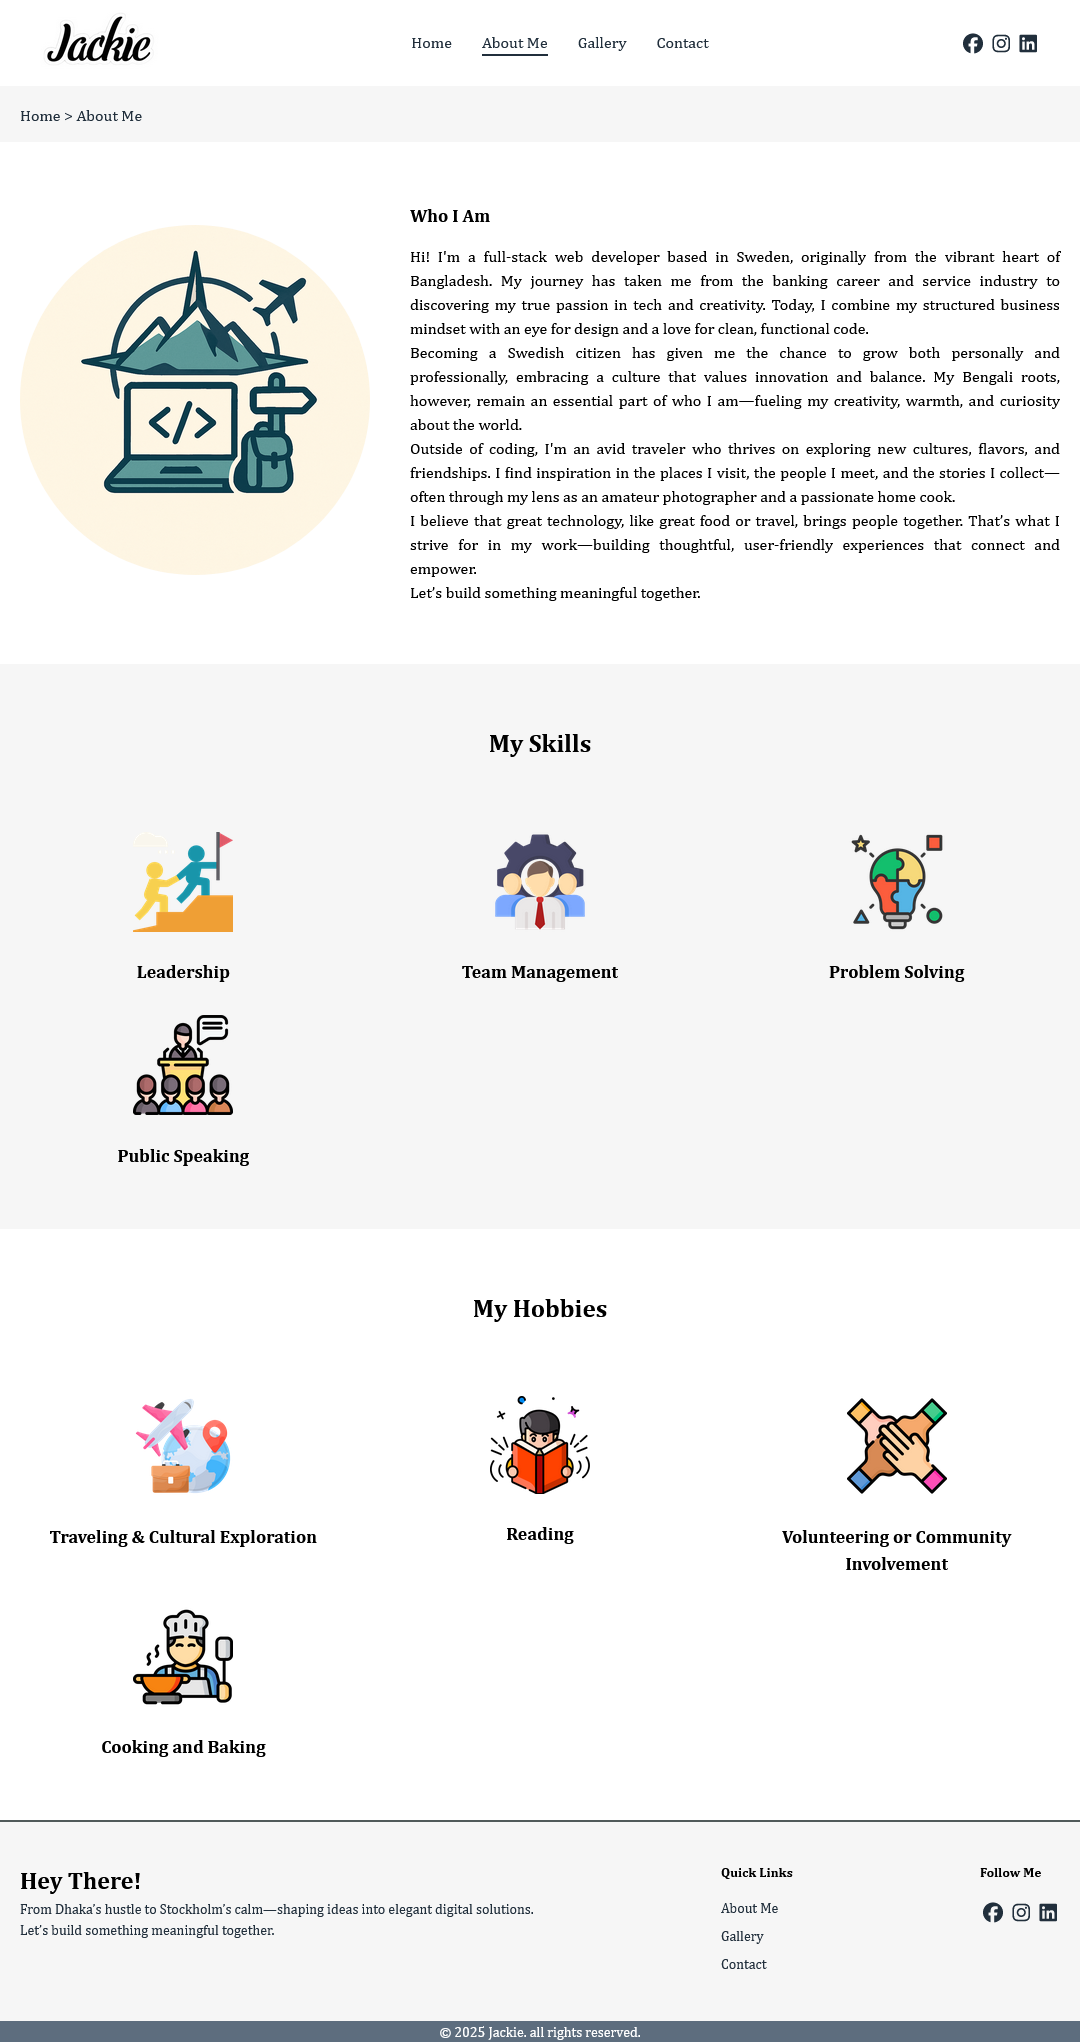 Jackie
Home About Me Gallery Contact
Home > About Me
Who I Am
Hi! I'm a full-stack web developer based in Sweden, originally from the vibrant heart of
Bangladesh. My journey has taken me from the banking career and service industry to
discovering my true passion in tech and creativity. Today, I combine my structured business
mindset with an eye for design and a love for clean, functional code.
Becoming a Swedish citizen has given me the chance to grow both personally and
professionally, embracing a culture that values innovation and balance. My Bengali roots,
however, remain an essential part of who I am—fueling my creativity, warmth, and curiosity
about the world.
Outside of coding, I'm an avid traveler who thrives on exploring new cultures, flavors, and
friendships. I find inspiration in the places I visit, the people I meet, and the stories I collect—
often through my lens as an amateur photographer and a passionate home cook.
I believe that great technology, like great food or travel, brings people together. That’s what I
strive for in my work—building thoughtful, user-friendly experiences that connect and
empower.
Let’s build something meaningful together.
</>
My Skills
Leadership
Team Management
Problem Solving
Public Speaking
My Hobbies
Traveling & Cultural Exploration
Reading
Volunteering or Community
Involvement
Cooking and Baking
Hey There!
From Dhaka’s hustle to Stockholm’s calm—shaping ideas into elegant digital solutions.
Let’s build something meaningful together.
Quick Links
About Me
Gallery
Contact
Follow Me
© 2025 Jackie. all rights reserved.